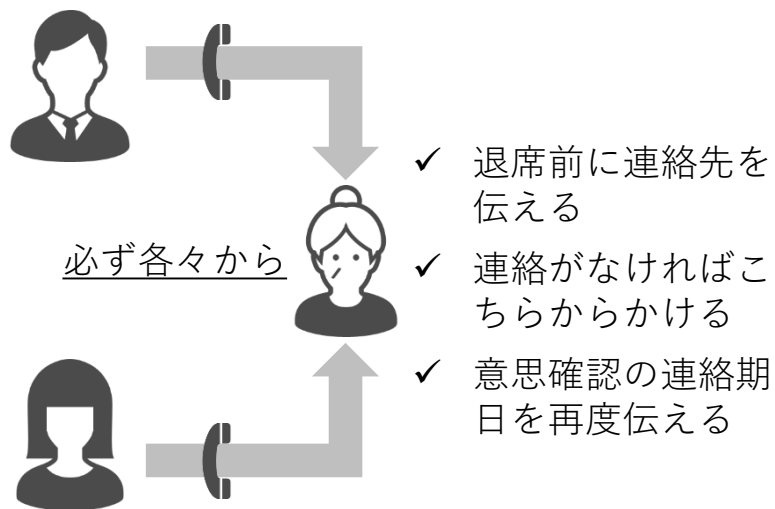 必ず各々から
✓ 退席前に連絡先を
伝える
✓ 連絡がなければこ
ちらからかける
✓ 意思確認の連絡期
日を再度伝える